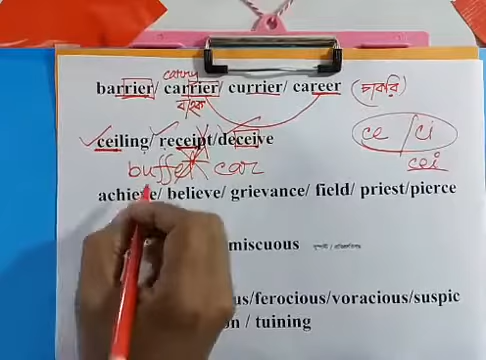 carry
barrier/ carrier/ currier/ career (চাকরি)
বাহক
ceiling/ receipt/deceive
ce / ci
cei
buffet car
achieve/ believe/ grievance/ field/ priest/pierce
miscuous
us/ferocious/voracious/suspic
n / tuining